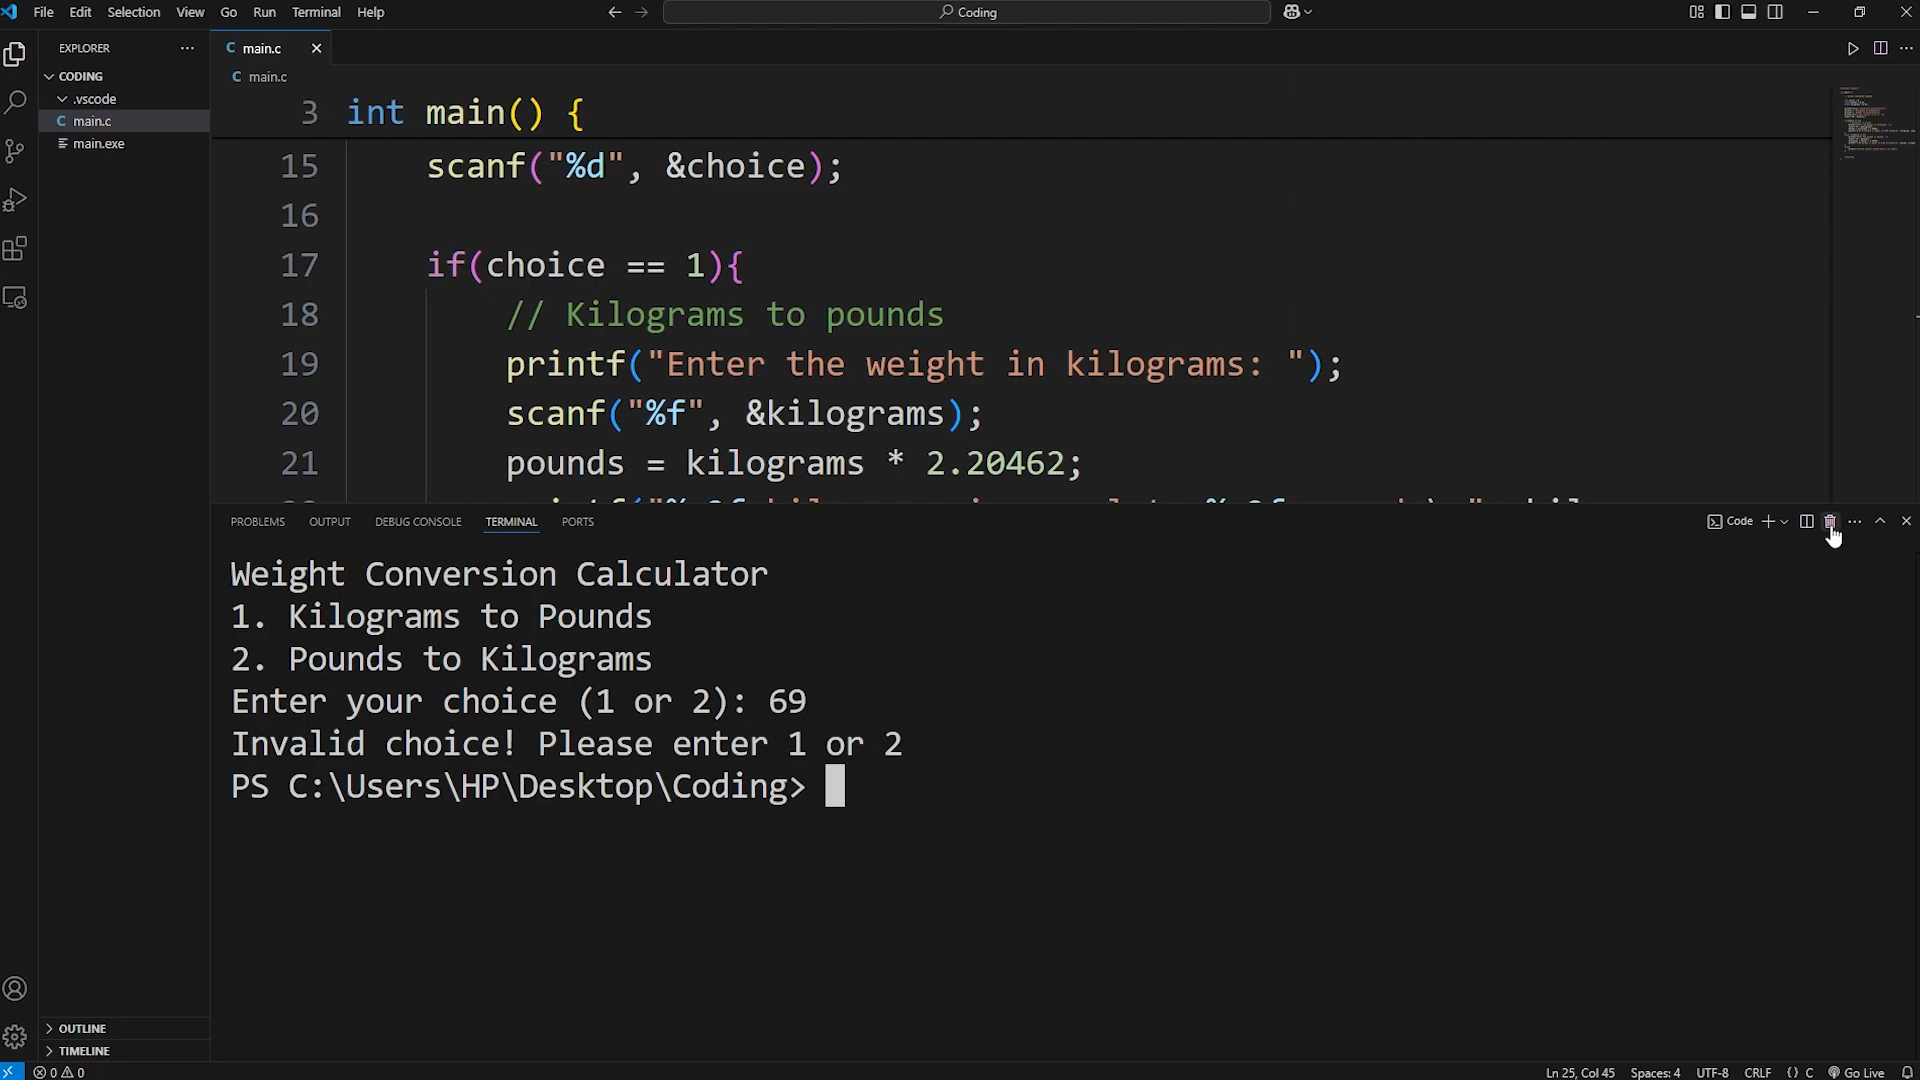 File Edit Selection View Go Run Terminal Help
Coding
EXPLORER
CODING
.vscode
C main.c
main.exe
OUTLINE
TIMELINE
C main.c
C main.c
3 int main() {
15 scanf("%d", &choice);
16
17 if(choice == 1){
18 // Kilograms to pounds
19 printf("Enter the weight in kilograms: ");
20 scanf("%f", &kilograms);
21 pounds = kilograms * 2.20462;
PROBLEMS OUTPUT DEBUG CONSOLE TERMINAL PORTS
Code
Weight Conversion Calculator
1. Kilograms to Pounds
2. Pounds to Kilograms
Enter your choice (1 or 2): 69
Invalid choice! Please enter 1 or 2
PS C:\Users\HP\Desktop\Coding>
0 0
Ln 25, Col 45 Spaces: 4 UTF-8 CRLF {} C Go Live